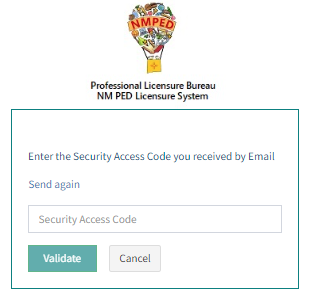 NMPED
Professional Licensure Bureau
NM PED Licensure System
Enter the Security Access Code you received by Email
Send again
Security Access Code
Validate
Cancel